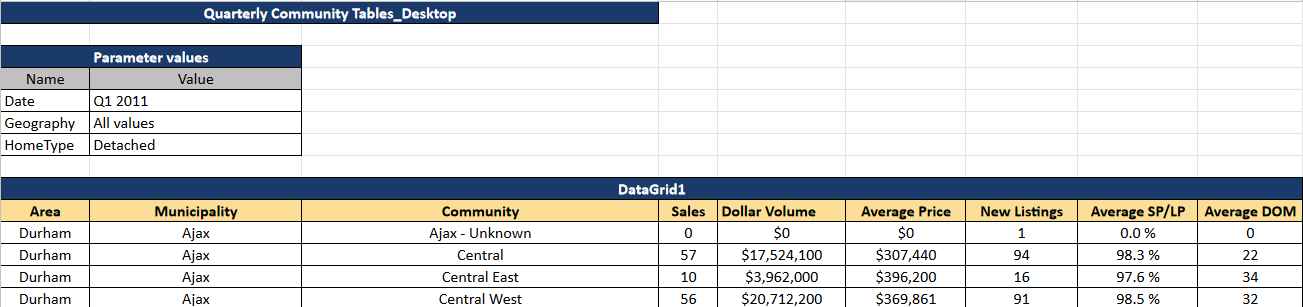 Quarterly Community Tables_Desktop
Parameter values
Name Value
Date Q1 2011
Geography All values
HomeType Detached
DataGrid1
Area Municipality Community Sales Dollar Volume Average Price New Listings Average SP/LP Average DOM
Durham Ajax Ajax - Unknown 0 $0 $0 1 0.0 % 0
Durham Ajax Central 57 $17,524,100 $307,440 94 98.3 % 22
Durham Ajax Central East 10 $3,962,000 $396,200 16 97.6 % 34
Durham Ajax Central West 56 $20,712,200 $369,861 91 98.5 % 32